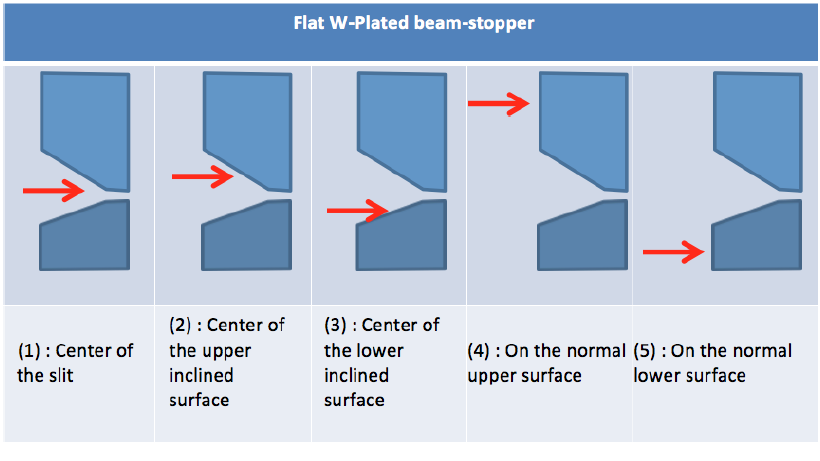 Flat W-Plated beam-stopper
(1) : Center of
the slit
(2) : Center of
the upper
inclined
surface
(3) : Center of
the lower
inclined
surface
(4) : On the normal
upper surface
(5) : On the normal
lower surface